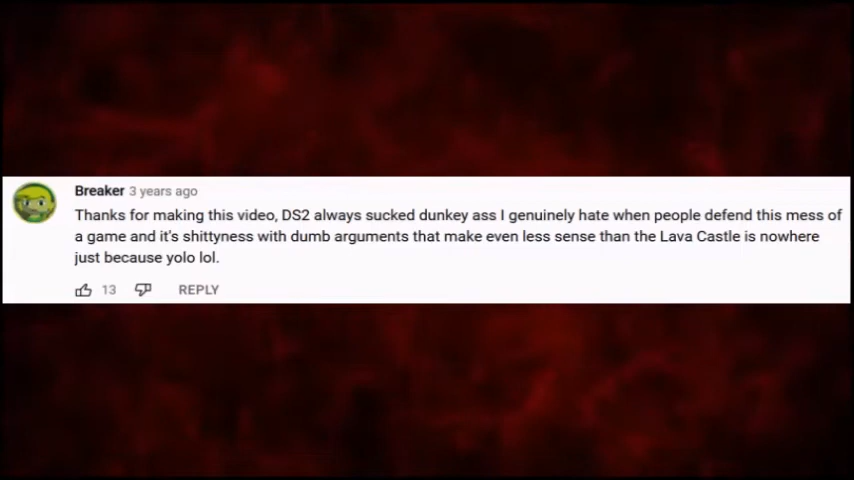 Breaker 3 years ago
Thanks for making this video, DS2 always sucked dunkey ass I genuinely hate when people defend this mess of
a game and it's shittyness with dumb arguments that make even less sense than the Lava Castle is nowhere
just because yolo lol.
13 REPLY